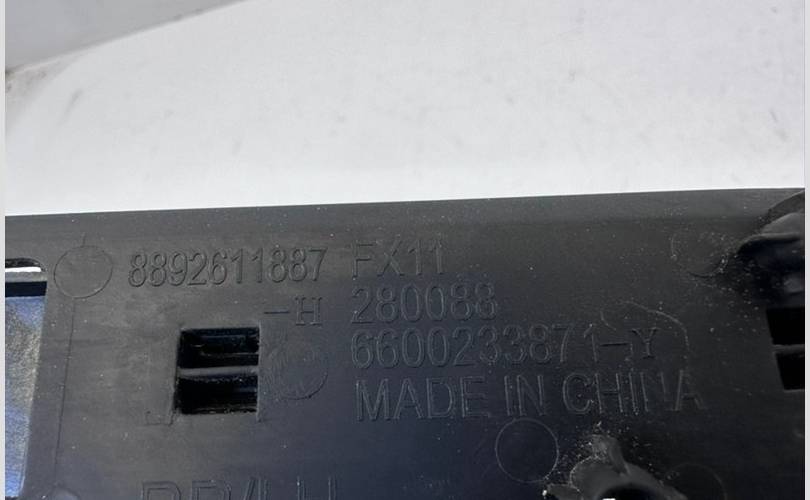 8892611887 FX11
-H 280088
6600233871-Y
MADE IN CHINA